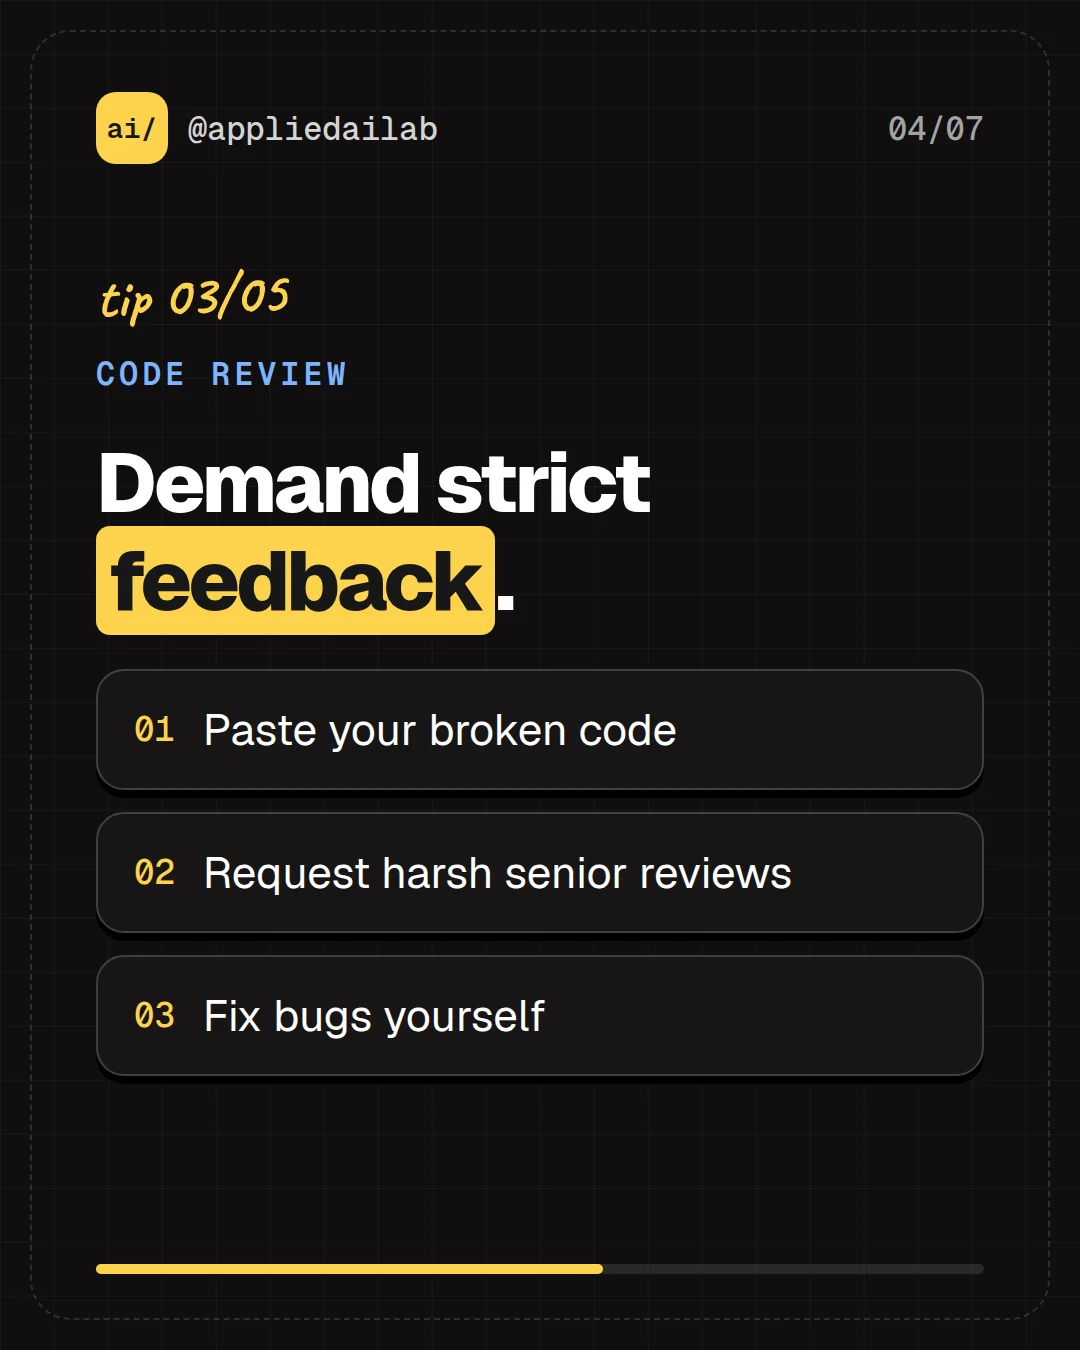 ai/ @appliedailab 04/07
tip 03/05
CODE REVIEW
Demand strict
feedback.
01 Paste your broken code
02 Request harsh senior reviews
03 Fix bugs yourself